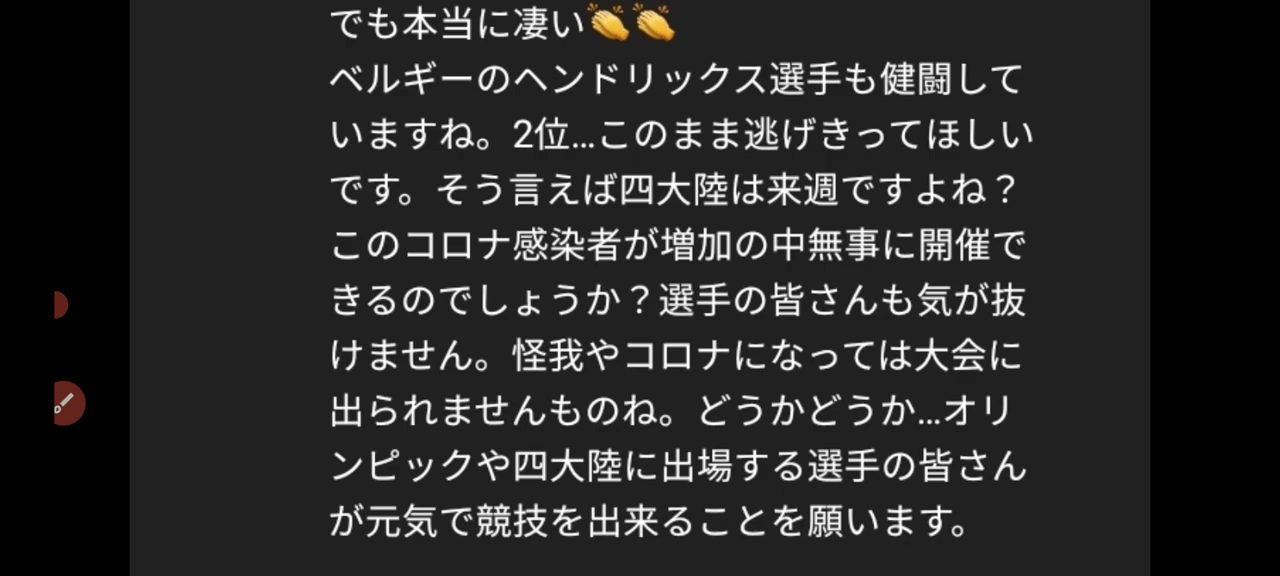 でも本当に凄い👏👏
ベルギーのヘンドリックス選手も健闘して
いますね。2位…このまま逃げきってほしい
です。そう言えば四大陸は来週ですよね？
このコロナ感染者が増加の中無事に開催で
きるのでしょうか？選手の皆さんも気が抜
けません。怪我やコロナになっては大会に
出られませんものね。どうかどうか…オリ
ンピックや四大陸に出場する選手の皆さん
が元気で競技を出来ることを願います。